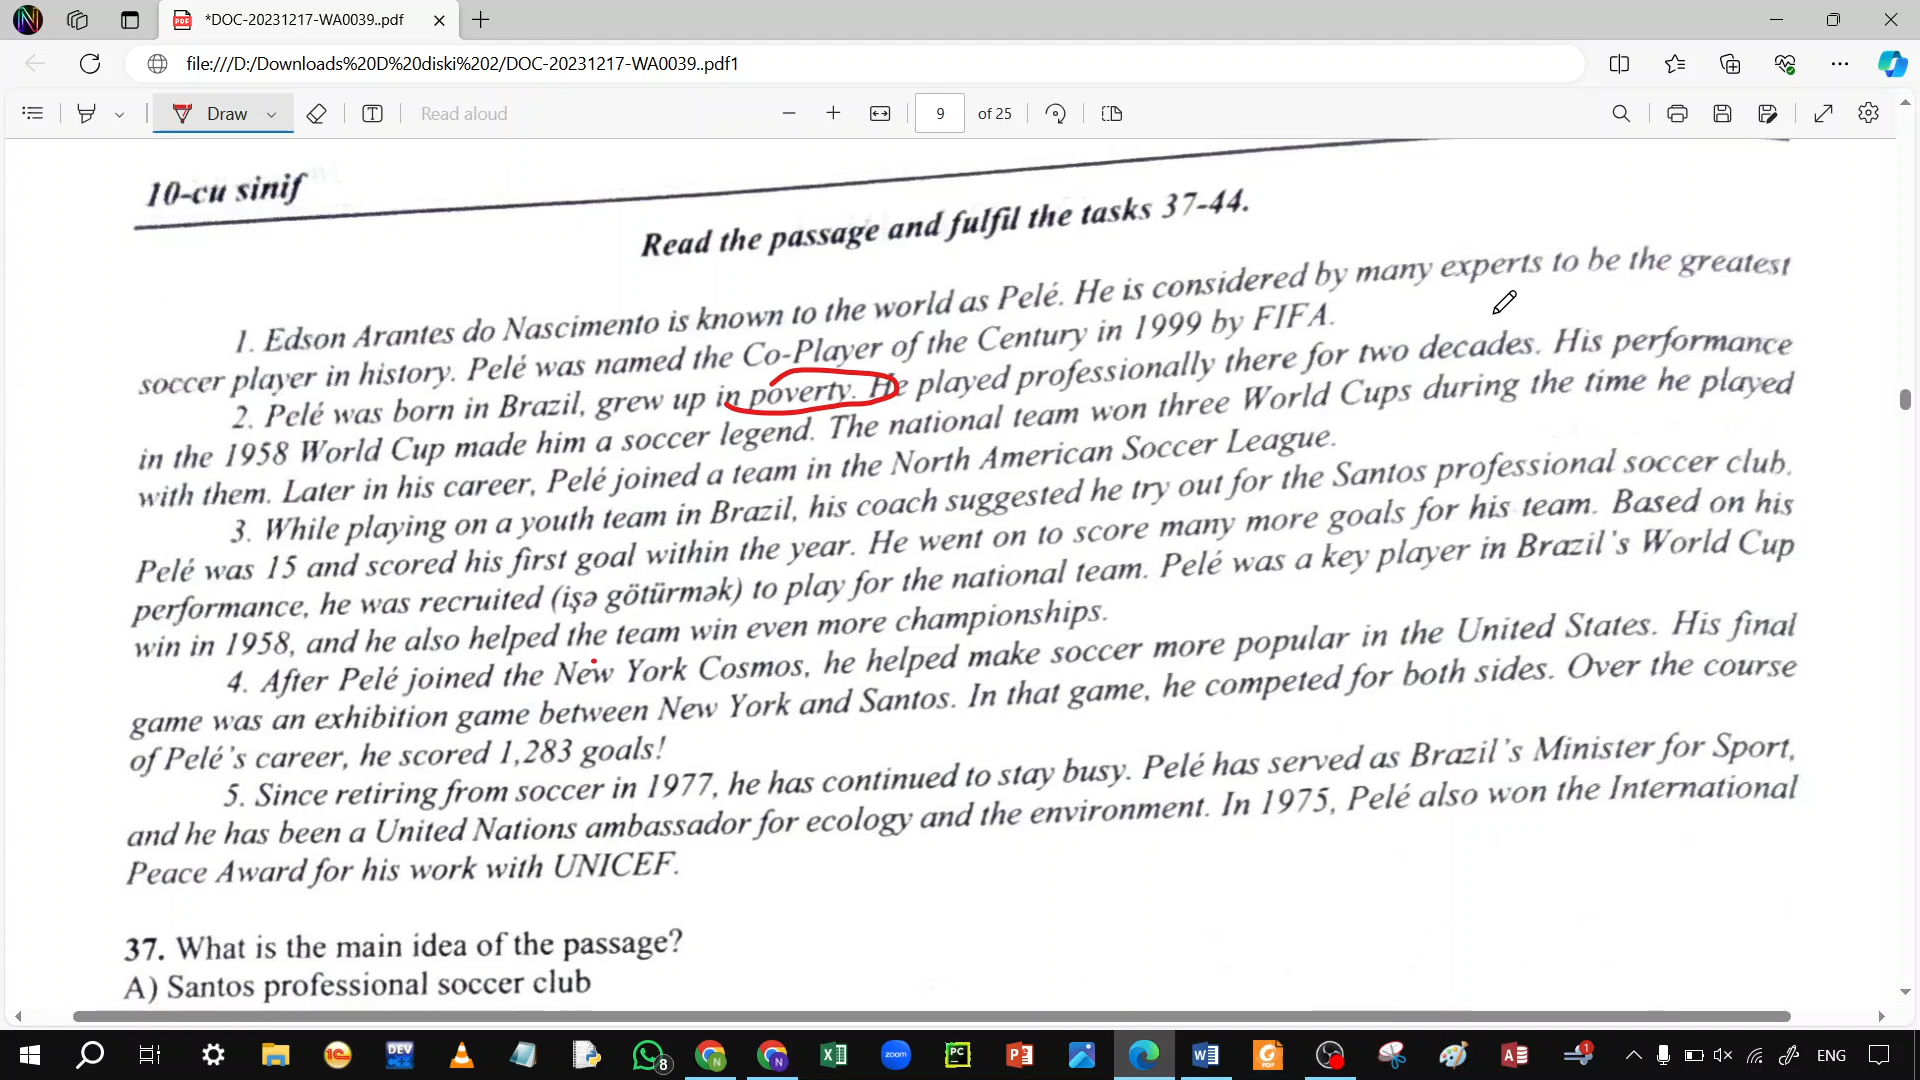 *DOC-20231217-WA0039..pdf
file:///D:/Downloads%20D%20diski%202/DOC-20231217-WA0039..pdf1
Draw
Read aloud
9 of 25
10-cu sinif
Read the passage and fulfil the tasks 37-44.
1. Edson Arantes do Nascimento is known to the world as Pelé. He is considered by many experts to be the greatest
soccer player in history. Pelé was named the Co-Player of the Century in 1999 by FIFA.
2. Pelé was born in Brazil, grew up in poverty. He played professionally there for two decades. His performance
in the 1958 World Cup made him a soccer legend. The national team won three World Cups during the time he played
with them. Later in his career, Pelé joined a team in the North American Soccer League.
3. While playing on a youth team in Brazil, his coach suggested he try out for the Santos professional soccer club.
Pelé was 15 and scored his first goal within the year. He went on to score many more goals for his team. Based on his
performance, he was recruited (işə götürmək) to play for the national team. Pelé was a key player in Brazil's World Cup
win in 1958, and he also helped the team win even more championships.
4. After Pelé joined the New York Cosmos, he helped make soccer more popular in the United States. His final
game was an exhibition game between New York and Santos. In that game, he competed for both sides. Over the course
of Pelé's career, he scored 1,283 goals!
5. Since retiring from soccer in 1977, he has continued to stay busy. Pelé has served as Brazil's Minister for Sport,
and he has been a United Nations ambassador for ecology and the environment. In 1975, Pelé also won the International
Peace Award for his work with UNICEF.
37. What is the main idea of the passage?
A) Santos professional soccer club
DEV
8
zoom
PC
1
ENG